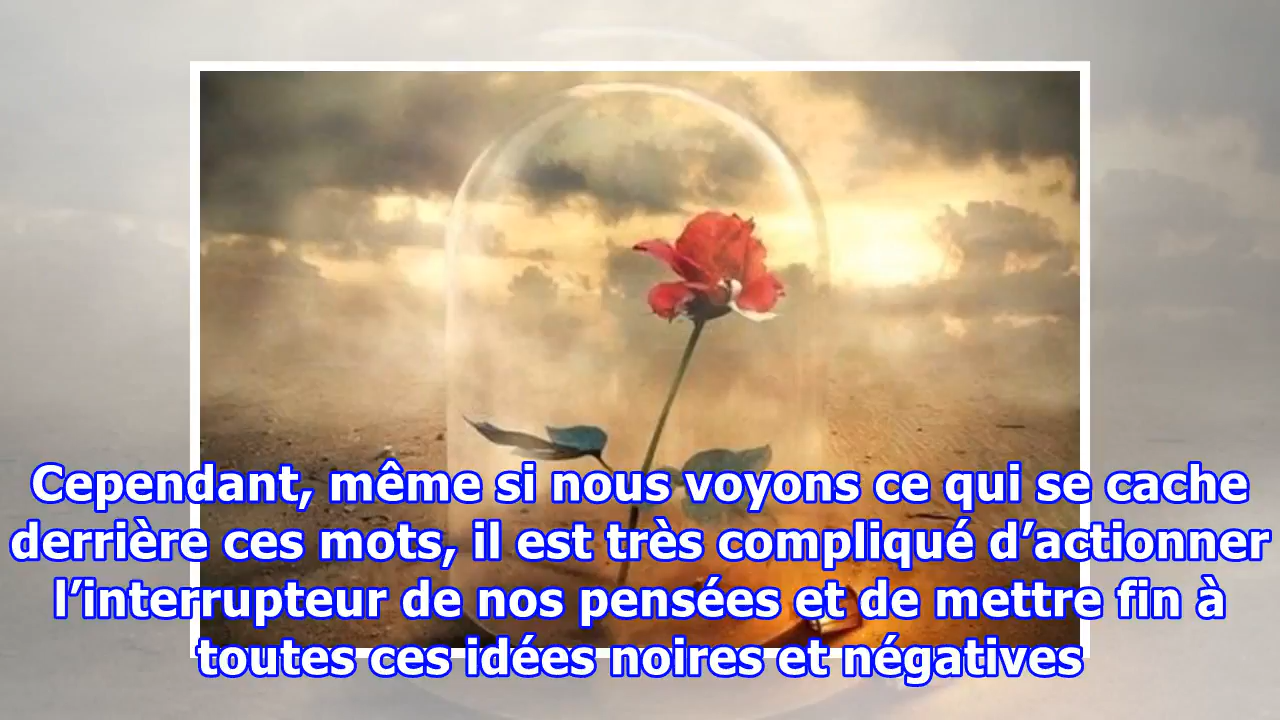 Cependant, même si nous voyons ce qui se cache
derrière ces mots, il est très compliqué d’actionner
l’interrupteur de nos pensées et de mettre fin à
toutes ces idées noires et négatives